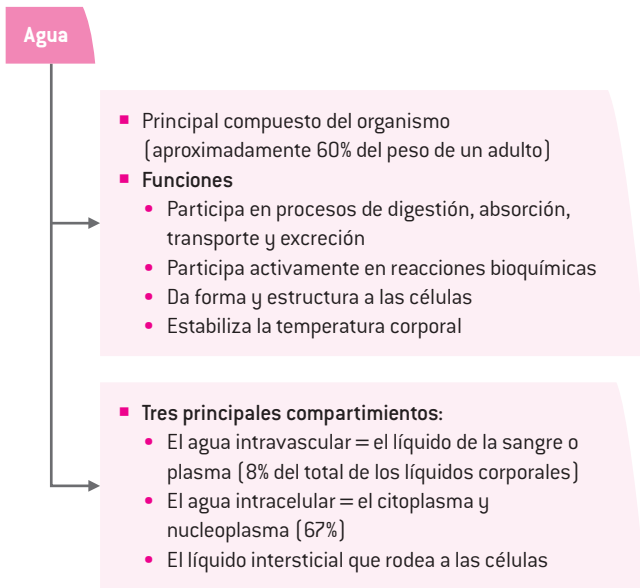 Agua
▪ Principal compuesto del organismo
(aproximadamente 60% del peso de un adulto)
▪ Funciones
• Participa en procesos de digestión, absorción,
transporte y excreción
• Participa activamente en reacciones bioquímicas
• Da forma y estructura a las células
• Estabiliza la temperatura corporal
▪ Tres principales compartimientos:
• El agua intravascular = el líquido de la sangre o
plasma (8% del total de los líquidos corporales)
• El agua intracelular = el citoplasma y
nucleoplasma (67%)
• El líquido intersticial que rodea a las células